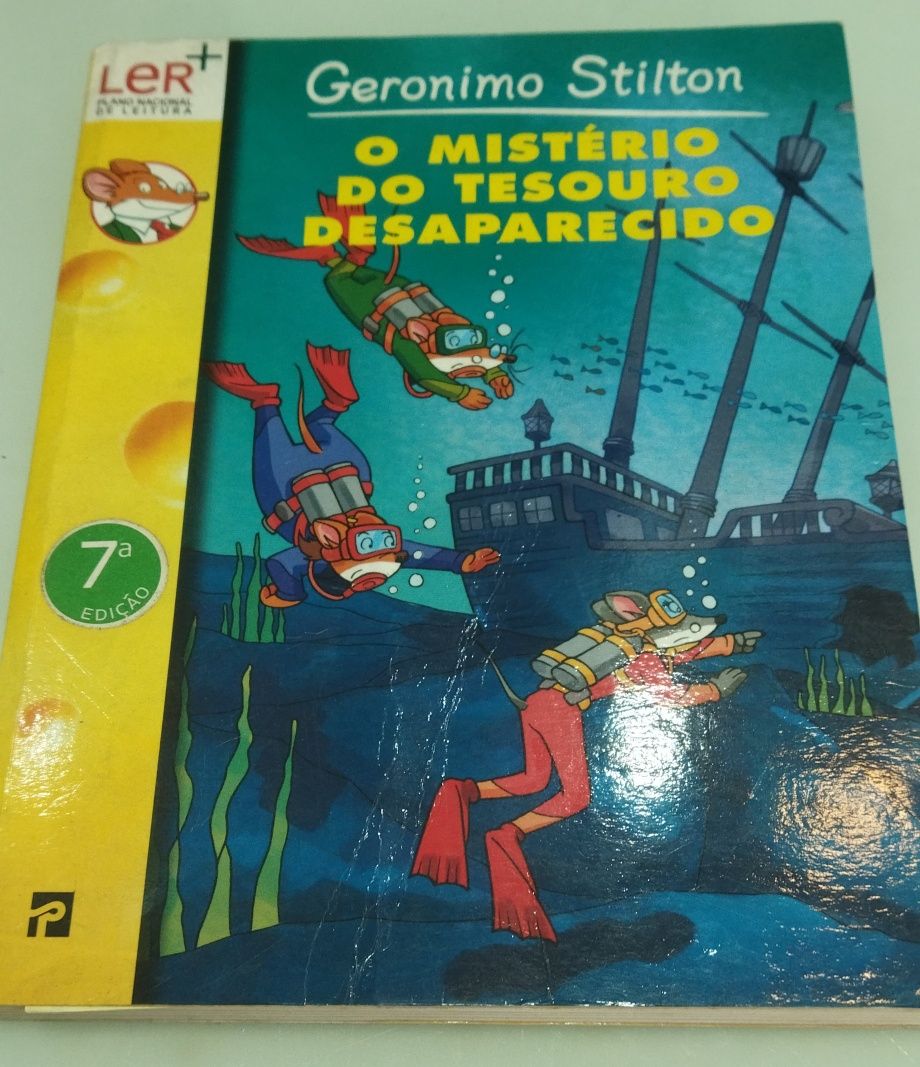 LeR+
PLANO NACIONAL
DE LEITURA
Geronimo Stilton
O MISTÉRIO
DO TESOURO
DESAPARECIDO
7ª
EDIÇÃO
P